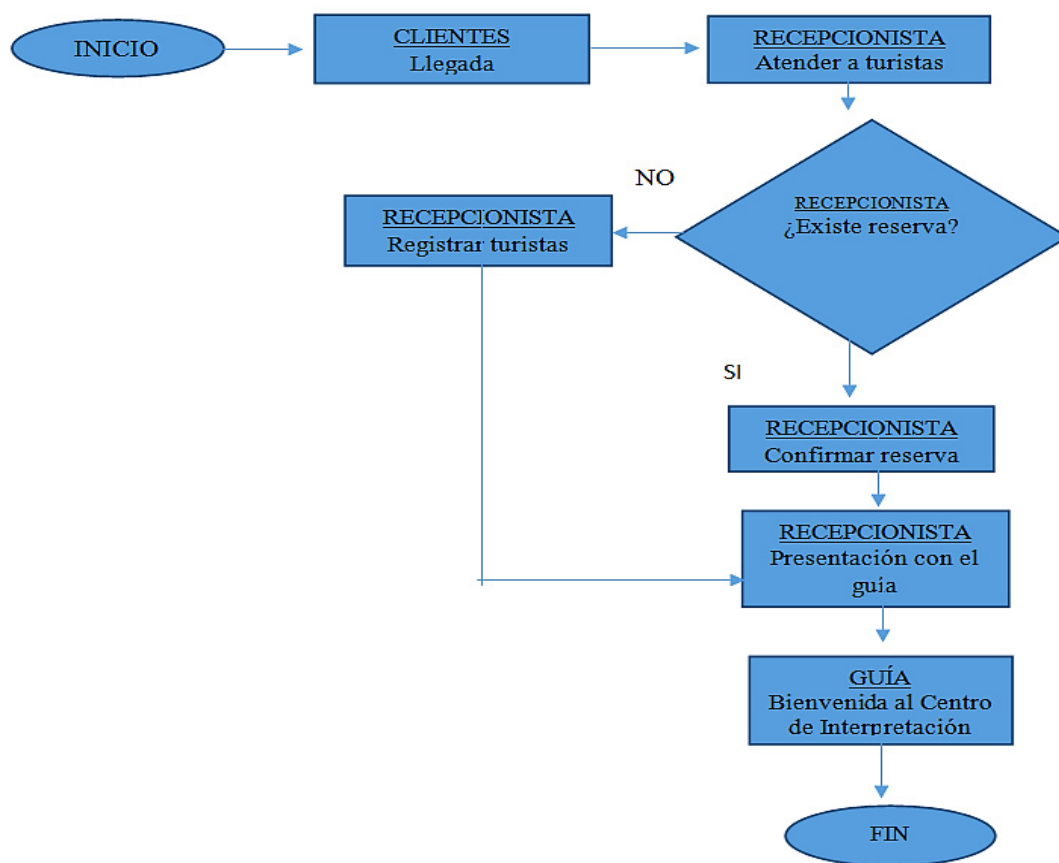 INICIO
CLIENTES
Llegada
RECEPCIONISTA
Atender a turistas
RECEPCIONISTA
¿Existe reserva?
NO
RECEPCIONISTA
Registrar turistas
SI
RECEPCIONISTA
Confirmar reserva
RECEPCIONISTA
Presentación con el
guía
GUÍA
Bienvenida al Centro
de Interpretación
FIN